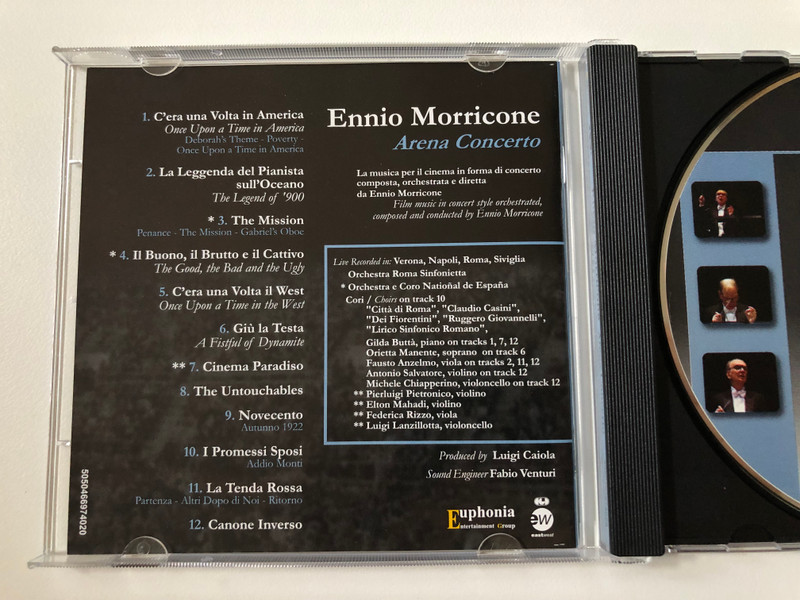 1. C'era una Volta in America
Once Upon a Time in America
Deborah's Theme - Poverty -
Once Upon a Time in America
2. La Leggenda del Pianista
sull'Oceano
The Legend of '900
* 3. The Mission
Penance - The Mission - Gabriel's Oboe
* 4. Il Buono, il Brutto e il Cattivo
The Good, the Bad and the Ugly
5. C'era una Volta il West
Once Upon a Time in the West
6. Giù la Testa
A Fistful of Dynamite
** 7. Cinema Paradiso
8. The Untouchables
9. Novecento
Autunno 1922
10. I Promessi Sposi
Addio Monti
11. La Tenda Rossa
Partenza - Altri Dopo di Noi - Ritorno
12. Canone Inverso
5050466974020
Ennio Morricone
Arena Concerto
La musica per il cinema in forma di concerto
composta, orchestrata e diretta
da Ennio Morricone
Film music in concert style orchestrated,
composed and conducted by Ennio Morricone
Live Recorded in: Verona, Napoli, Roma, Siviglia
Orchestra Roma Sinfonietta
* Orchestra e Coro Natioñal de España
Cori / Choirs on track 10
"Città di Roma", "Claudio Casini",
"Dei Fiorentini", "Ruggero Giovannelli",
"Lirico Sinfonico Romano",
Gilda Buttà, piano on tracks 1, 7, 12
Orietta Manente, soprano on track 6
Fausto Anzelmo, viola on tracks 2, 11, 12
Antonio Salvatore, violino on track 12
Michele Chiapperino, violoncello on track 12
** Pierluigi Pietronico, violino
** Elton Mahadi, violino
** Federica Rizzo, viola
** Luigi Lanzillotta, violoncello
Produced by Luigi Caiola
Sound Engineer Fabio Venturi
Euphonia
Entertainment Group
ew
eastwest